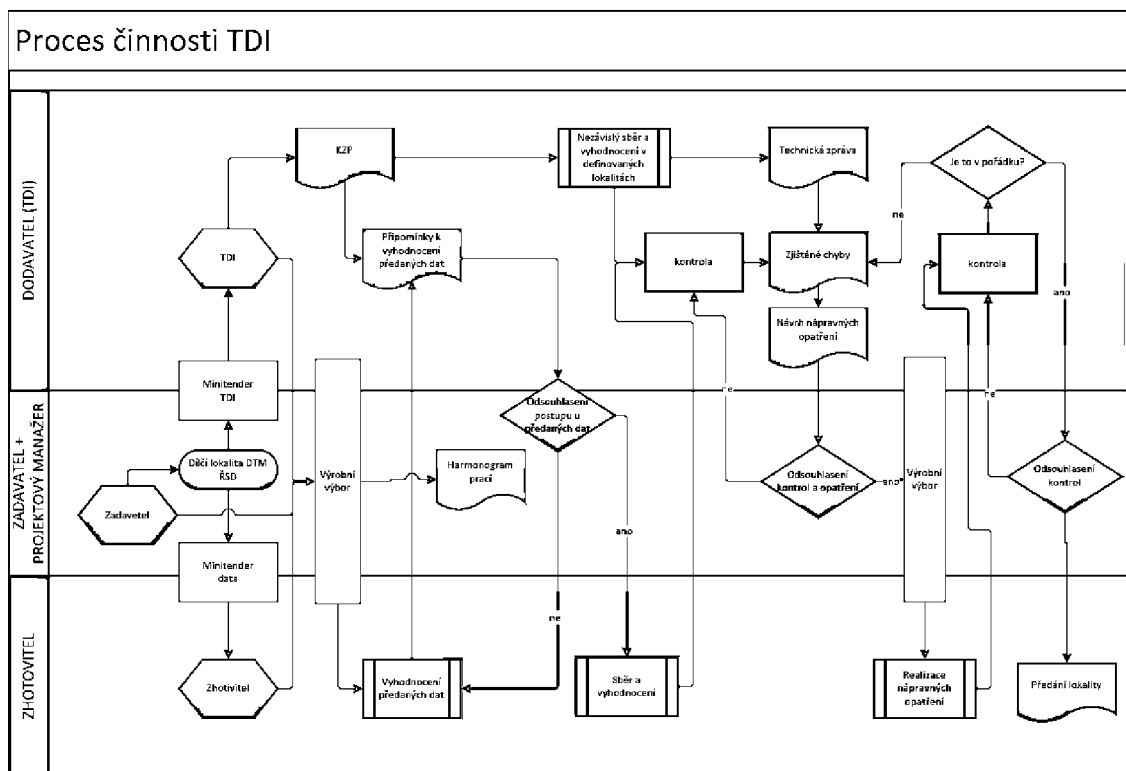 Proces činnosti TDI
DODAVATEL (TDI)
KZP
Nezávislý sběr a
vyhodnocení v
definovaných
lokalitách
Technická zpráva
Je to v pořádku?
ne
TDI
Připomínky k
vyhodnocení
předaných dat
kontrola
Zjištěné chyby
kontrola
ano
Návrh nápravných
opatření
Minitender
TDI
ne
ne
ZADAVATEL +
PROJEKTOVÝ MANAŽER
Odsouhlasení
postupu u
předaných dat
Dílčí lokalita DTM
ŘSD
Výrobní
výbor
Harmonogram
prací
Odsouhlasení
kontrol a opatření
ano
Výrobní
výbor
Odsouhlasení
kontrol
Zadavatel
ano
Minitender
data
ZHOTOVITEL
ne
Zhotivitel
Vyhodnocení
předaných dat
Sběr a
vyhodnocení
Realizace
nápravných
opatření
Předání lokality